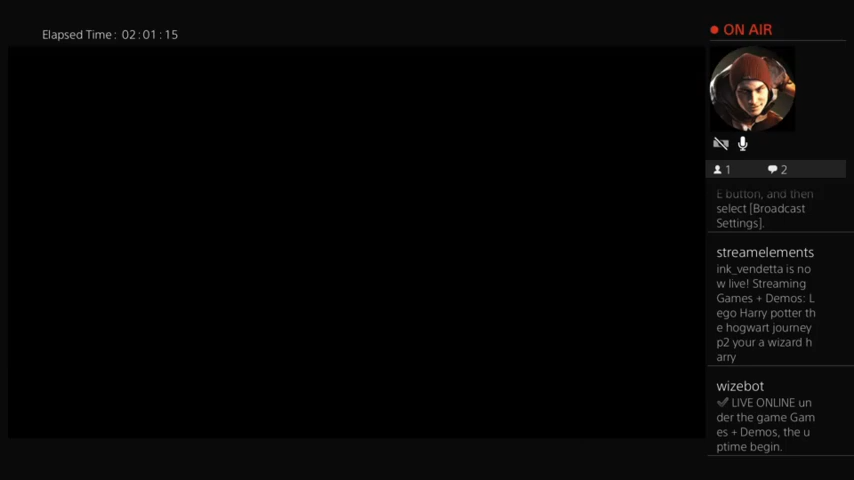 Elapsed Time: 02:01:15
ON AIR
1
2
E button, and then
select [Broadcast
Settings].
streamelements
ink_vendetta is no
w live! Streaming
Games + Demos: L
ego Harry potter th
e hogwart journey
p2 your a wizard h
arry
wizebot
✔ LIVE ONLINE un
der the game Gam
es + Demos, the u
ptime begin.